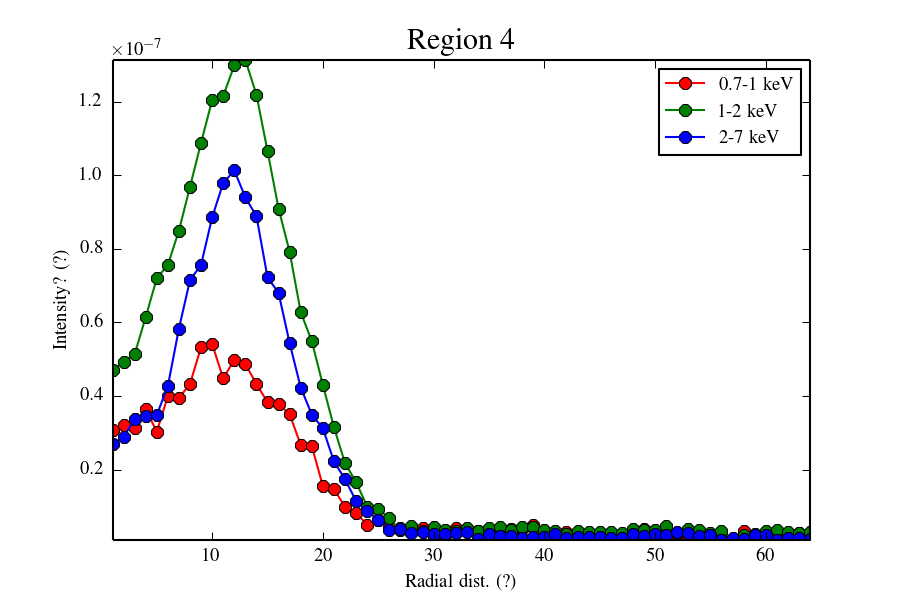 Region 4
×10⁻⁷
1.2
1.0
0.8
0.6
0.4
0.2
Intensity? (?)
10 20 30 40 50 60
Radial dist. (?)
0.7-1 keV
1-2 keV
2-7 keV